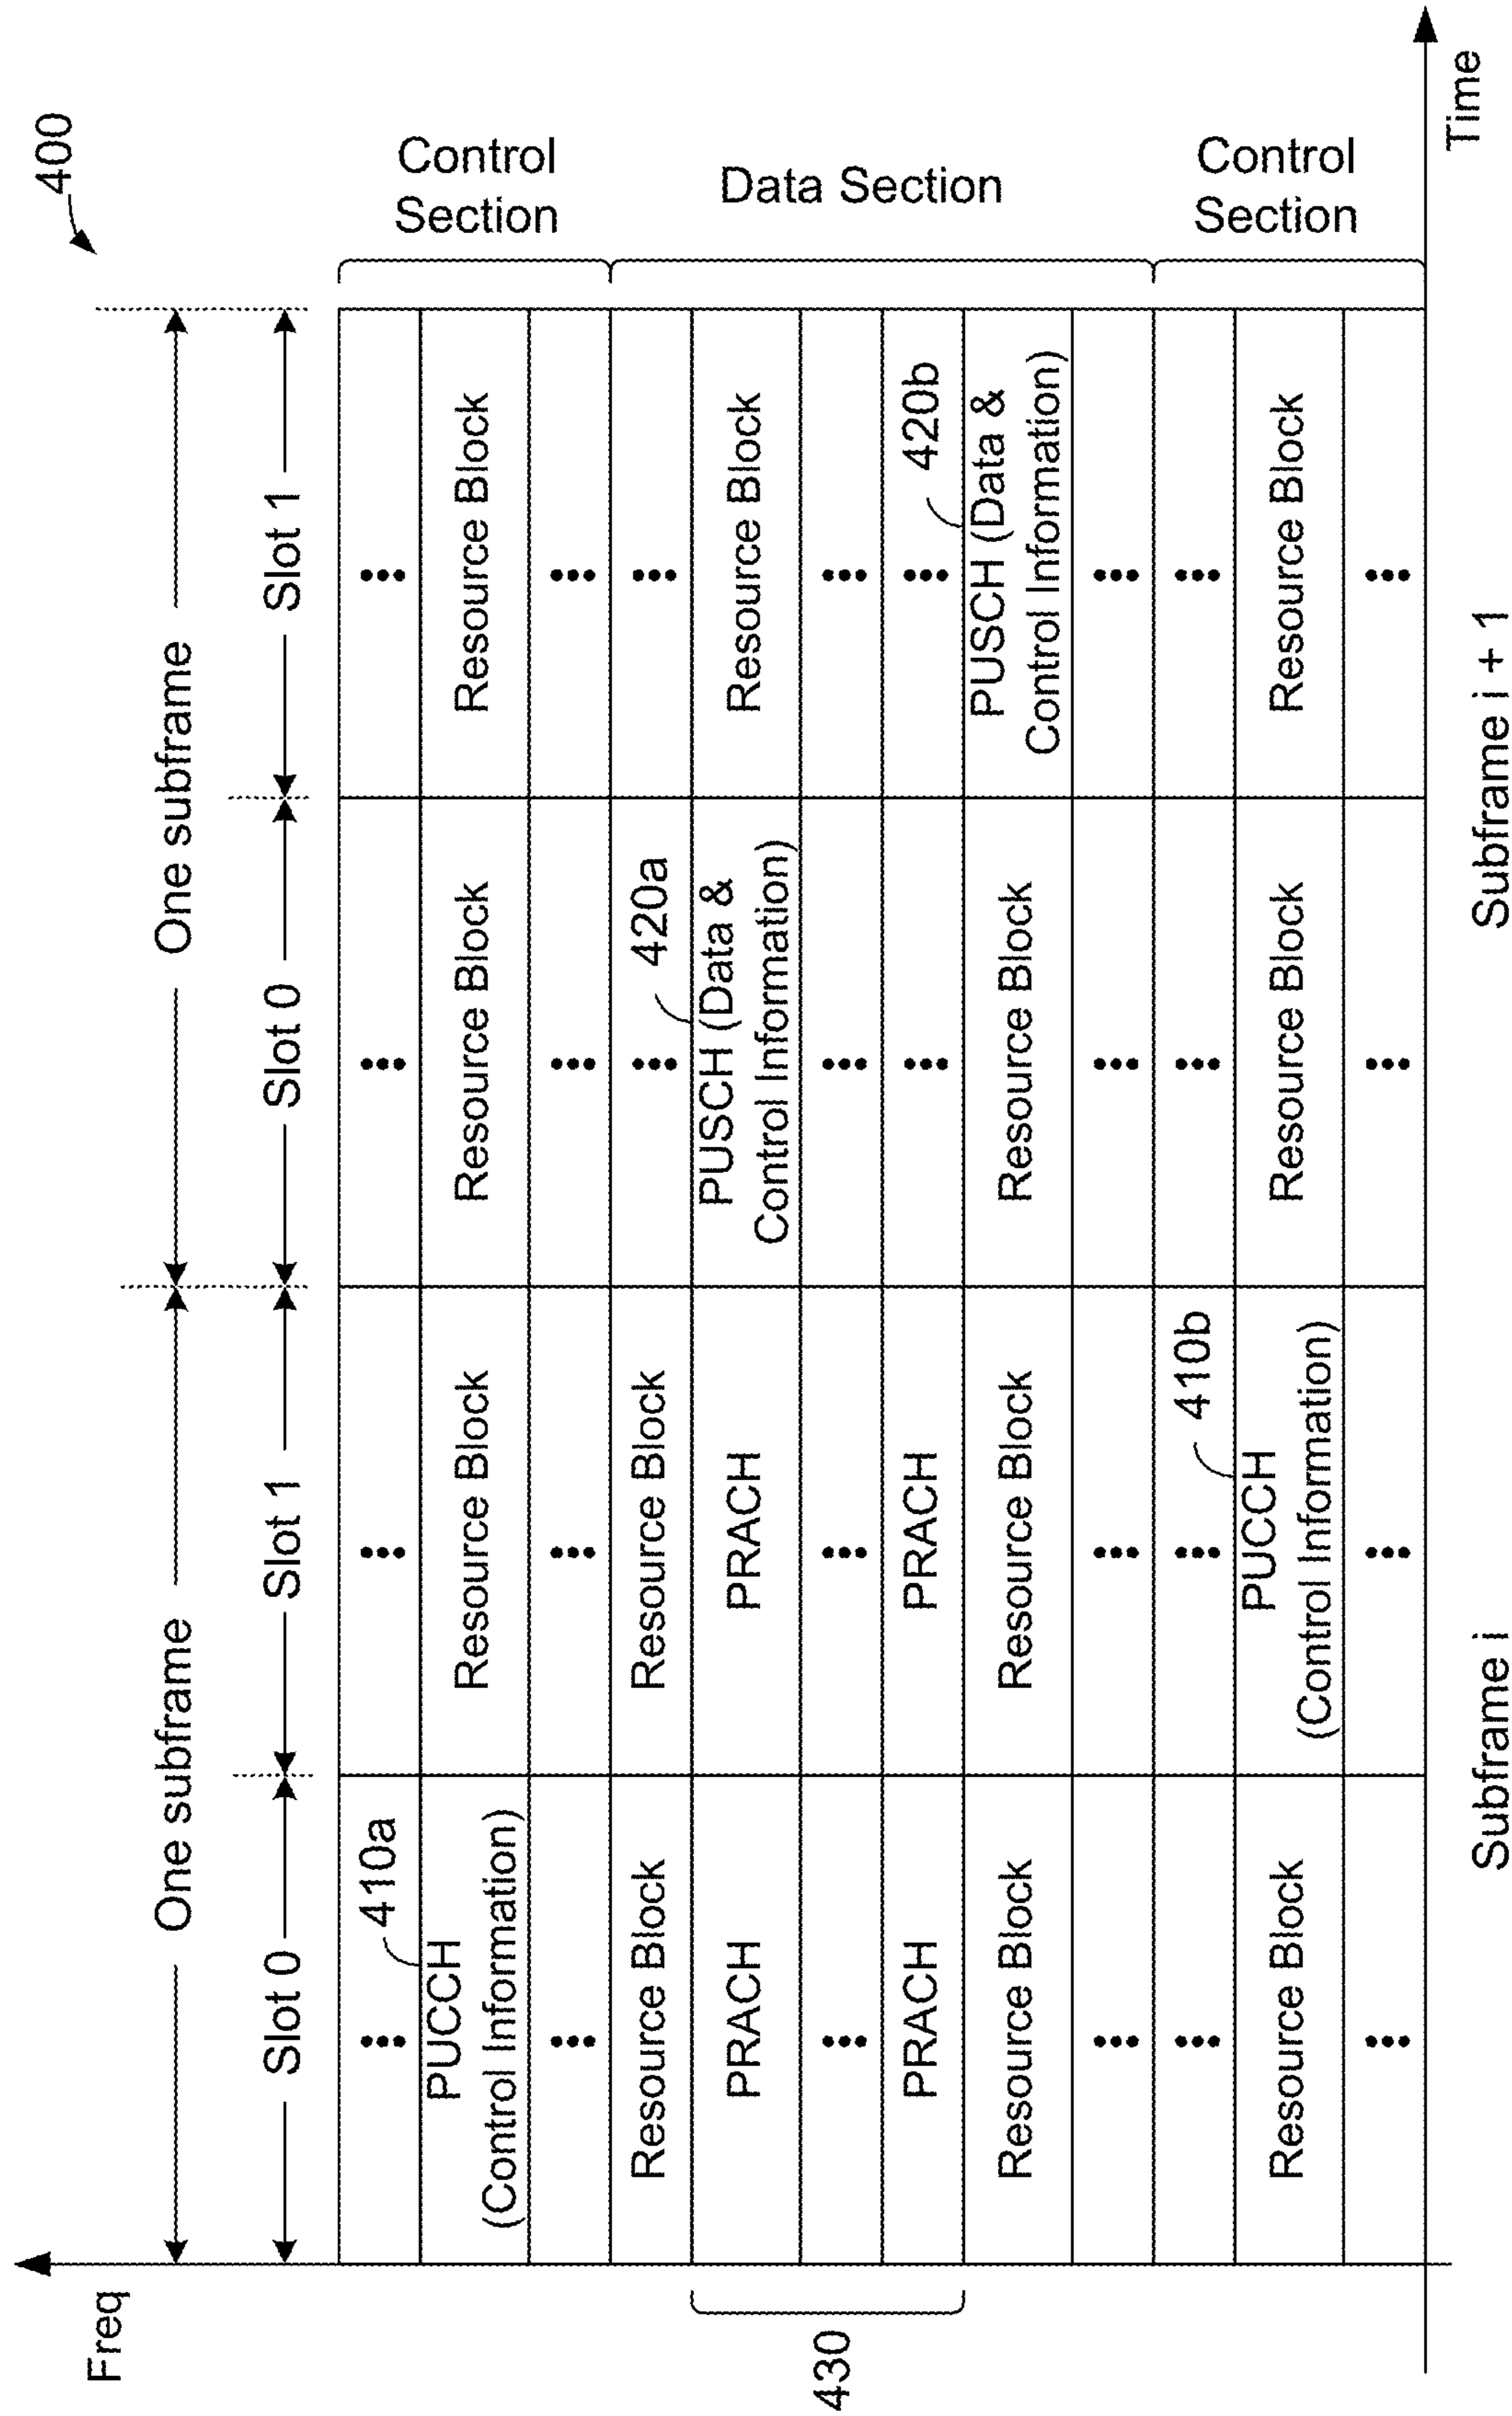 400
Freq
One subframe
One subframe
Slot 0
Slot 1
Slot 0
Slot 1
410a
Control
Section
PUCCH
(Control Information)
Resource Block
Resource Block
Resource Block
Resource Block
Resource Block
420a
Data Section
430
PRACH
PRACH
PUSCH (Data &
Control Information)
Resource Block
PRACH
PRACH
420b
Resource Block
Resource Block
Resource Block
PUSCH (Data &
Control Information)
410b
Control
Section
Resource Block
PUCCH
(Control Information)
Resource Block
Resource Block
Time
Subframe i
Subframe i + 1